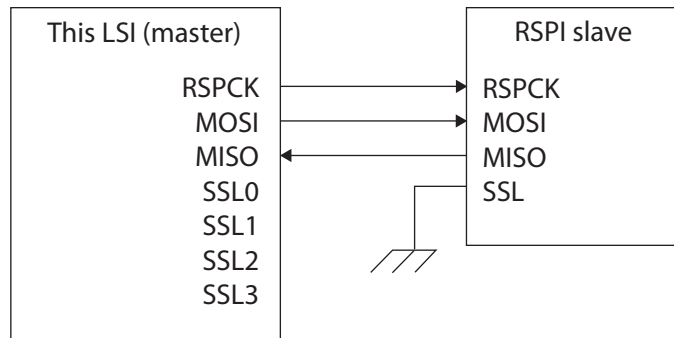 This LSI (master)
RSPCK
MOSI
MISO
SSL0
SSL1
SSL2
SSL3
RSPI slave
RSPCK
MOSI
MISO
SSL